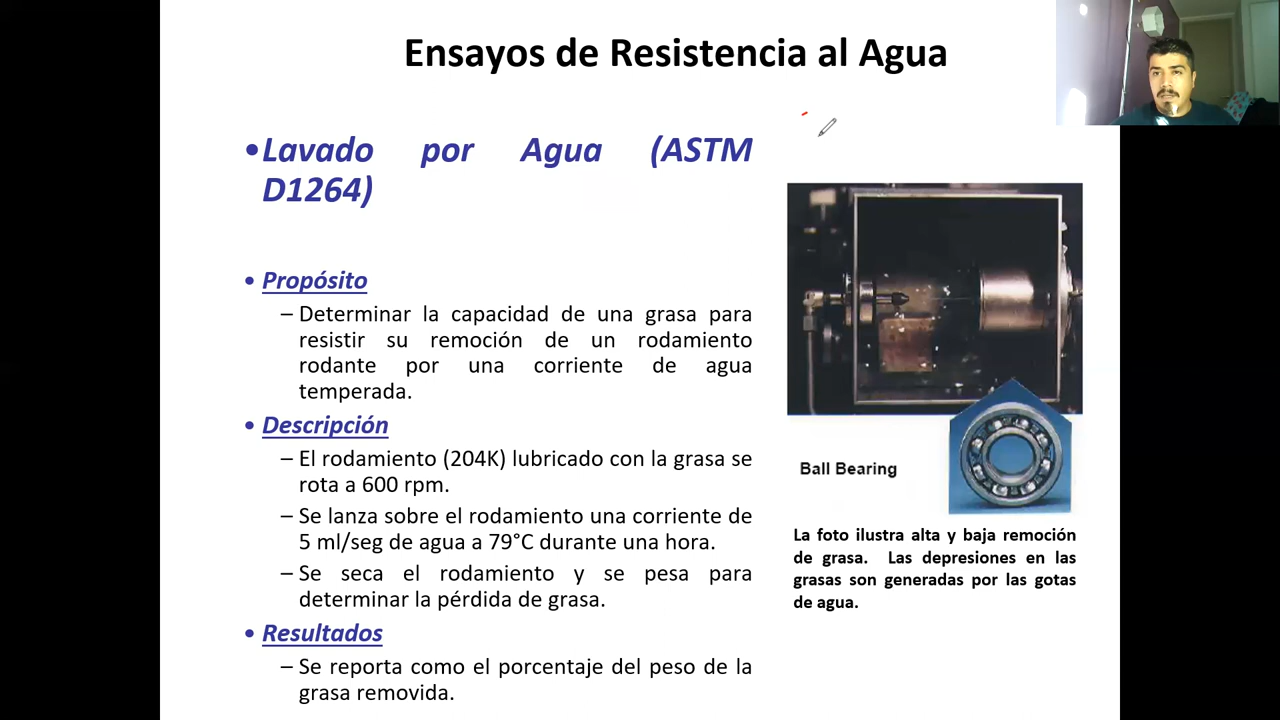 Ensayos de Resistencia al Agua
•Lavado por Agua (ASTM
D1264)
• Propósito
– Determinar la capacidad de una grasa para
resistir su remoción de un rodamiento
rodante por una corriente de agua
temperada.
• Descripción
– El rodamiento (204K) lubricado con la grasa se
rota a 600 rpm.
– Se lanza sobre el rodamiento una corriente de
5 ml/seg de agua a 79°C durante una hora.
– Se seca el rodamiento y se pesa para
determinar la pérdida de grasa.
• Resultados
– Se reporta como el porcentaje del peso de la
grasa removida.
Ball Bearing
La foto ilustra alta y baja remoción
de grasa. Las depresiones en las
grasas son generadas por las gotas
de agua.